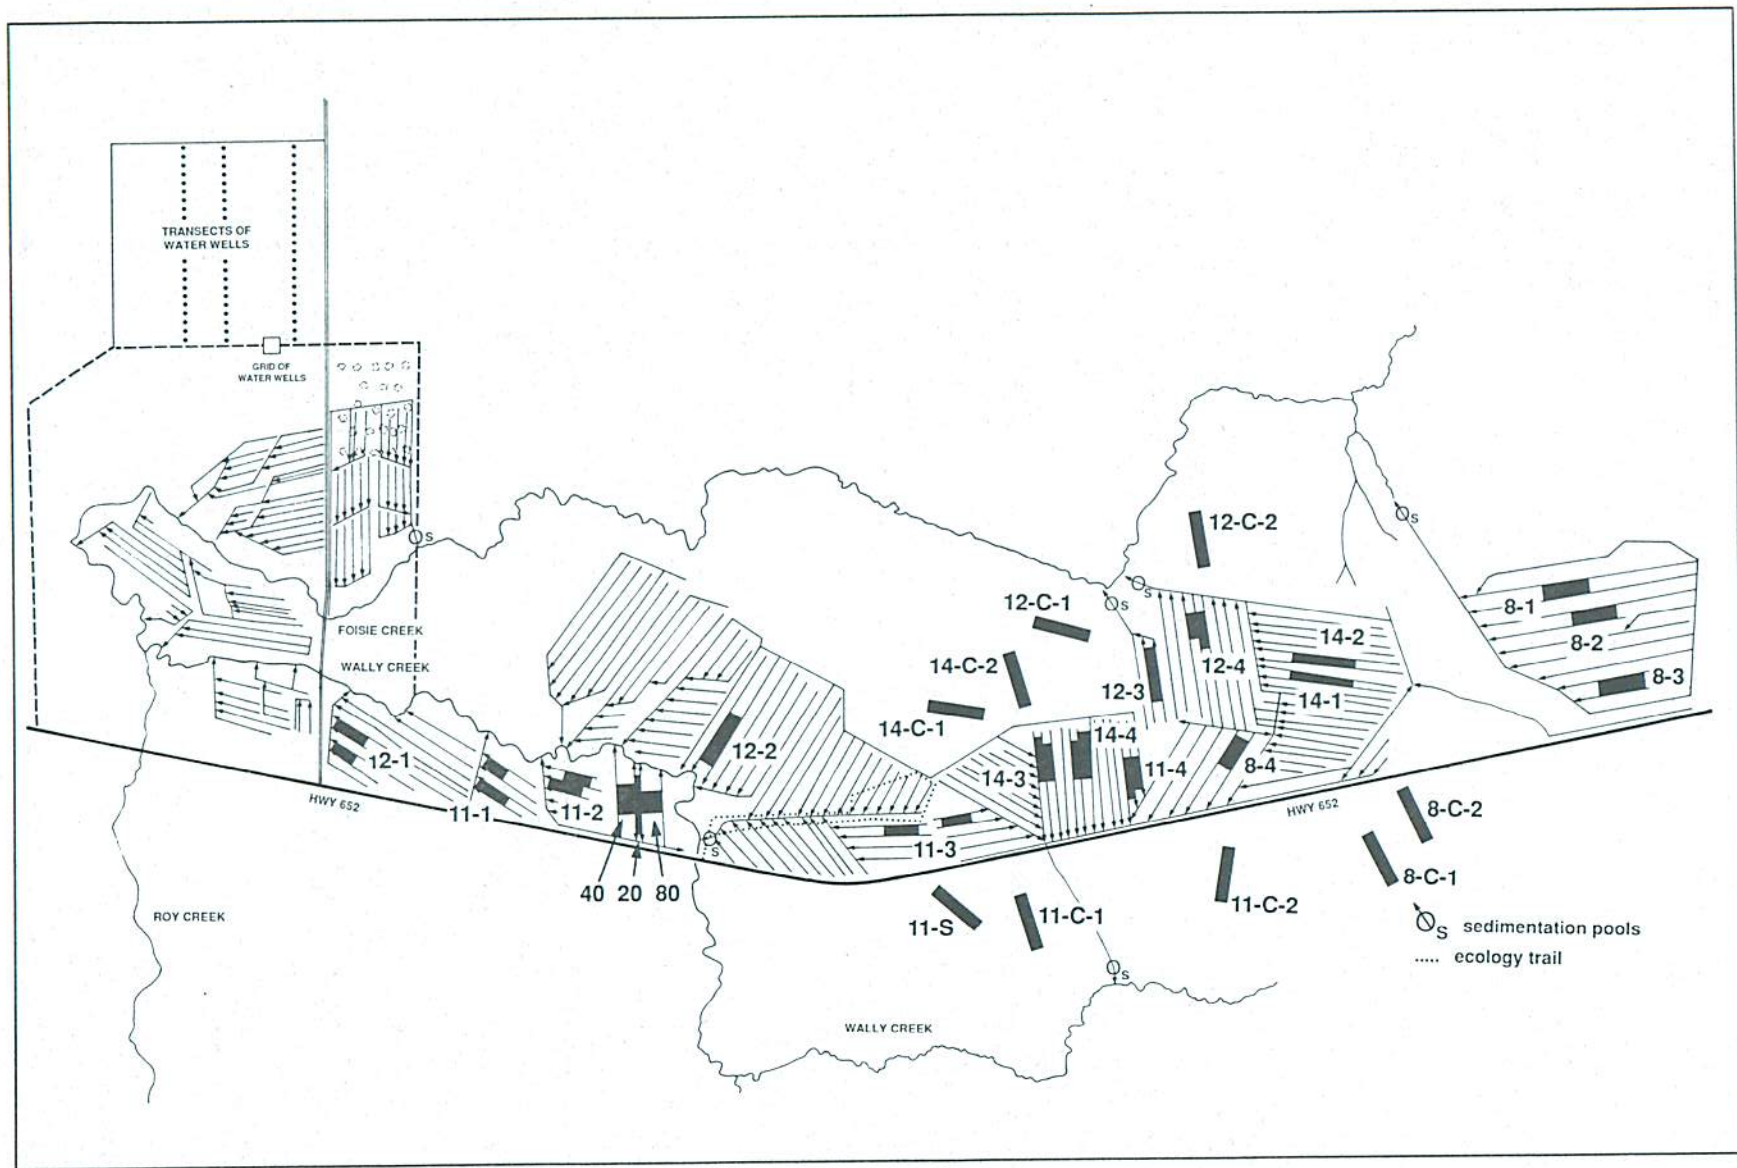 TRANSECTS OF
WATER WELLS
GRID OF
WATER WELLS
S
FOISIE CREEK
WALLY CREEK
HWY 652
ROY CREEK
12-1
11-1
11-2
40
20
80
12-2
S
11-3
14-3
14-4
11-4
8-4
14-C-1
14-C-2
12-C-1
S
S
12-3
12-4
12-C-2
14-2
14-1
S
8-1
8-2
8-3
HWY 652
8-C-2
8-C-1
11-C-2
11-S
11-C-1
S
WALLY CREEK
S sedimentation pools
..... ecology trail